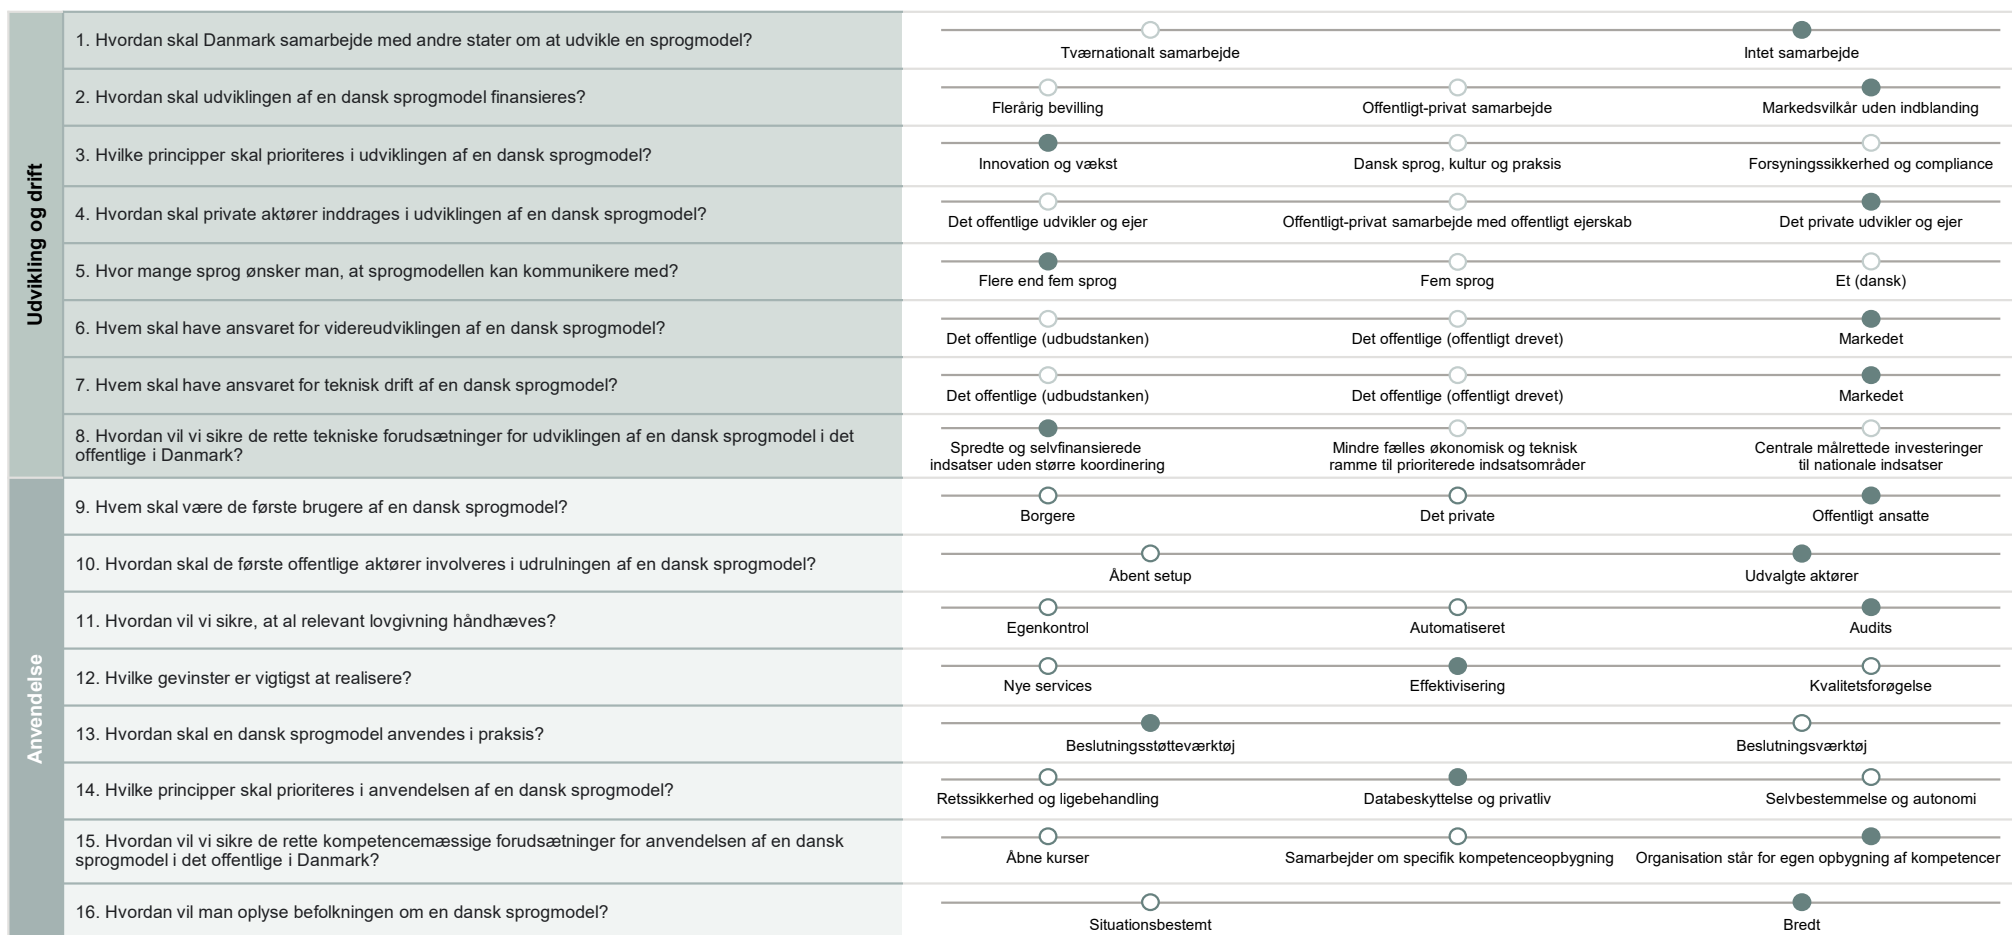 Udvikling og drift
1. Hvordan skal Danmark samarbejde med andre stater om at udvikle en sprogmodel?
Tværnationalt samarbejde
Intet samarbejde
2. Hvordan skal udviklingen af en dansk sprogmodel finansieres?
Flerårig bevilling
Offentligt-privat samarbejde
Markedsvilkår uden indblanding
3. Hvilke principper skal prioriteres i udviklingen af en dansk sprogmodel?
Innovation og vækst
Dansk sprog, kultur og praksis
Forsyningssikkerhed og compliance
4. Hvordan skal private aktører inddrages i udviklingen af en dansk sprogmodel?
Det offentlige udvikler og ejer
Offentligt-privat samarbejde med offentligt ejerskab
Det private udvikler og ejer
5. Hvor mange sprog ønsker man, at sprogmodellen kan kommunikere med?
Flere end fem sprog
Fem sprog
Et (dansk)
6. Hvem skal have ansvaret for videreudviklingen af en dansk sprogmodel?
Det offentlige (udbudstanken)
Det offentlige (offentligt drevet)
Markedet
7. Hvem skal have ansvaret for teknisk drift af en dansk sprogmodel?
Det offentlige (udbudstanken)
Det offentlige (offentligt drevet)
Markedet
8. Hvordan vil vi sikre de rette tekniske forudsætninger for udviklingen af en dansk sprogmodel i det
offentlige i Danmark?
Spredte og selvfinansierede
indsatser uden større koordinering
Mindre fælles økonomisk og teknisk
ramme til prioriterede indsatsområder
Centrale målrettede investeringer
til nationale indsatser
Anvendelse
9. Hvem skal være de første brugere af en dansk sprogmodel?
Borgere
Det private
Offentligt ansatte
10. Hvordan skal de første offentlige aktører involveres i udrulningen af en dansk sprogmodel?
Åbent setup
Udvalgte aktører
11. Hvordan vil vi sikre, at al relevant lovgivning håndhæves?
Egenkontrol
Automatiseret
Audits
12. Hvilke gevinster er vigtigst at realisere?
Nye services
Effektivisering
Kvalitetsforøgelse
13. Hvordan skal en dansk sprogmodel anvendes i praksis?
Beslutningsstøtteværktøj
Beslutningsværktøj
14. Hvilke principper skal prioriteres i anvendelsen af en dansk sprogmodel?
Retssikkerhed og ligebehandling
Databeskyttelse og privatliv
Selvbestemmelse og autonomi
15. Hvordan vil vi sikre de rette kompetencemæssige forudsætninger for anvendelsen af en dansk
sprogmodel i det offentlige i Danmark?
Åbne kurser
Samarbejder om specifik kompetenceopbygning
Organisation står for egen opbygning af kompetencer
16. Hvordan vil man oplyse befolkningen om en dansk sprogmodel?
Situationsbestemt
Bredt